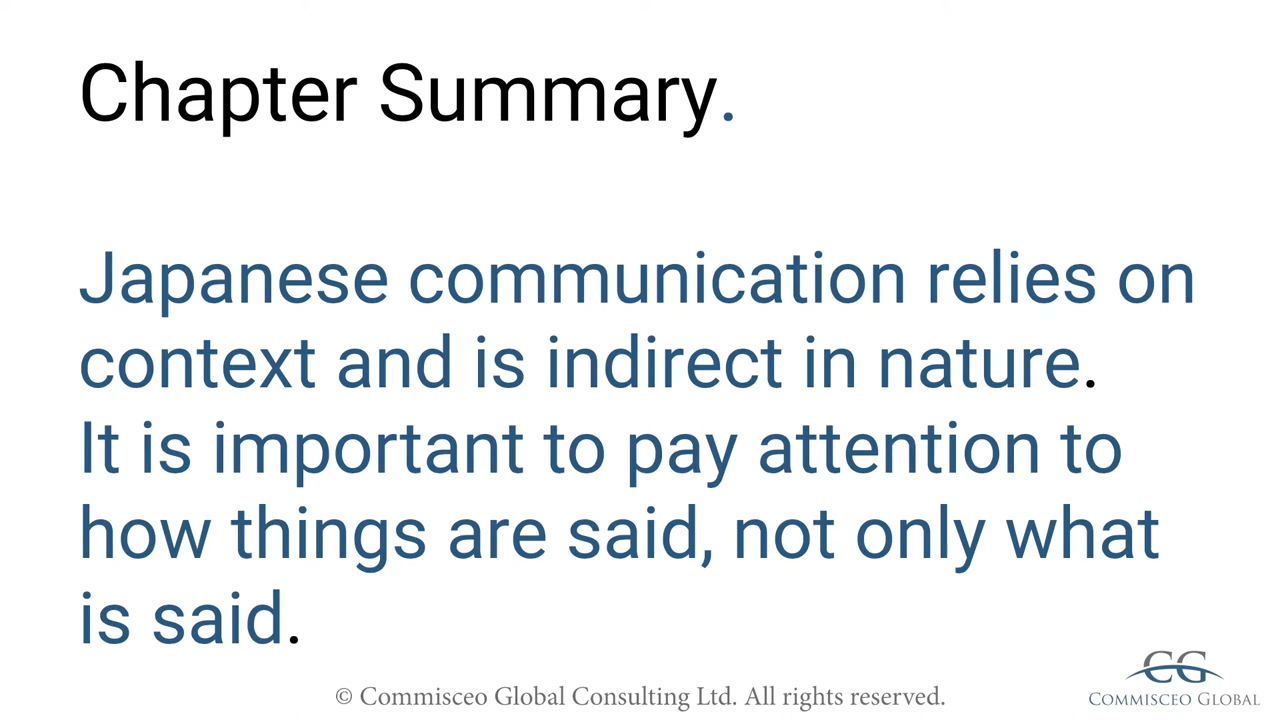 Chapter Summary.
Japanese communication relies on
context and is indirect in nature.
It is important to pay attention to
how things are said, not only what
is said.
© Commisceo Global Consulting Ltd. All rights reserved.
CG
COMMISCEO GLOBAL